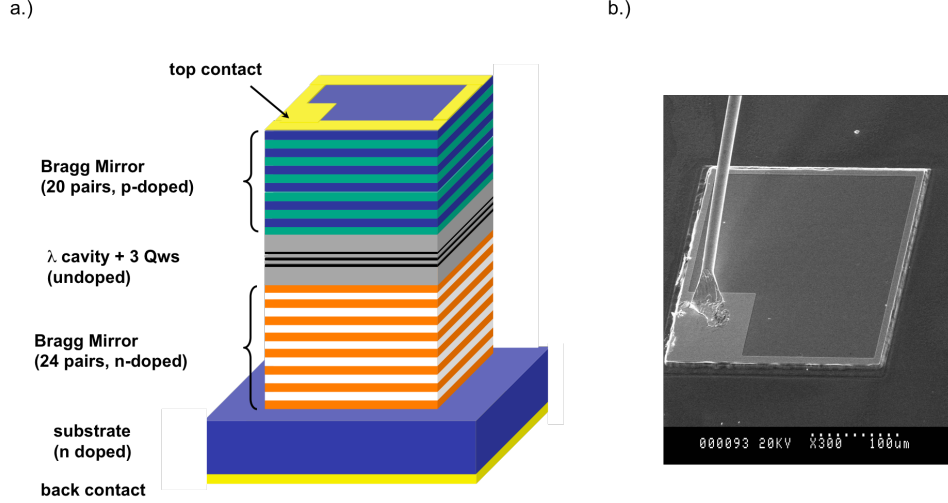 a.)
b.)
top contact
Bragg Mirror
(20 pairs, p-doped)
λ cavity + 3 Qws
(undoped)
Bragg Mirror
(24 pairs, n-doped)
substrate
(n doped)
back contact
000093 20KV X300 100um